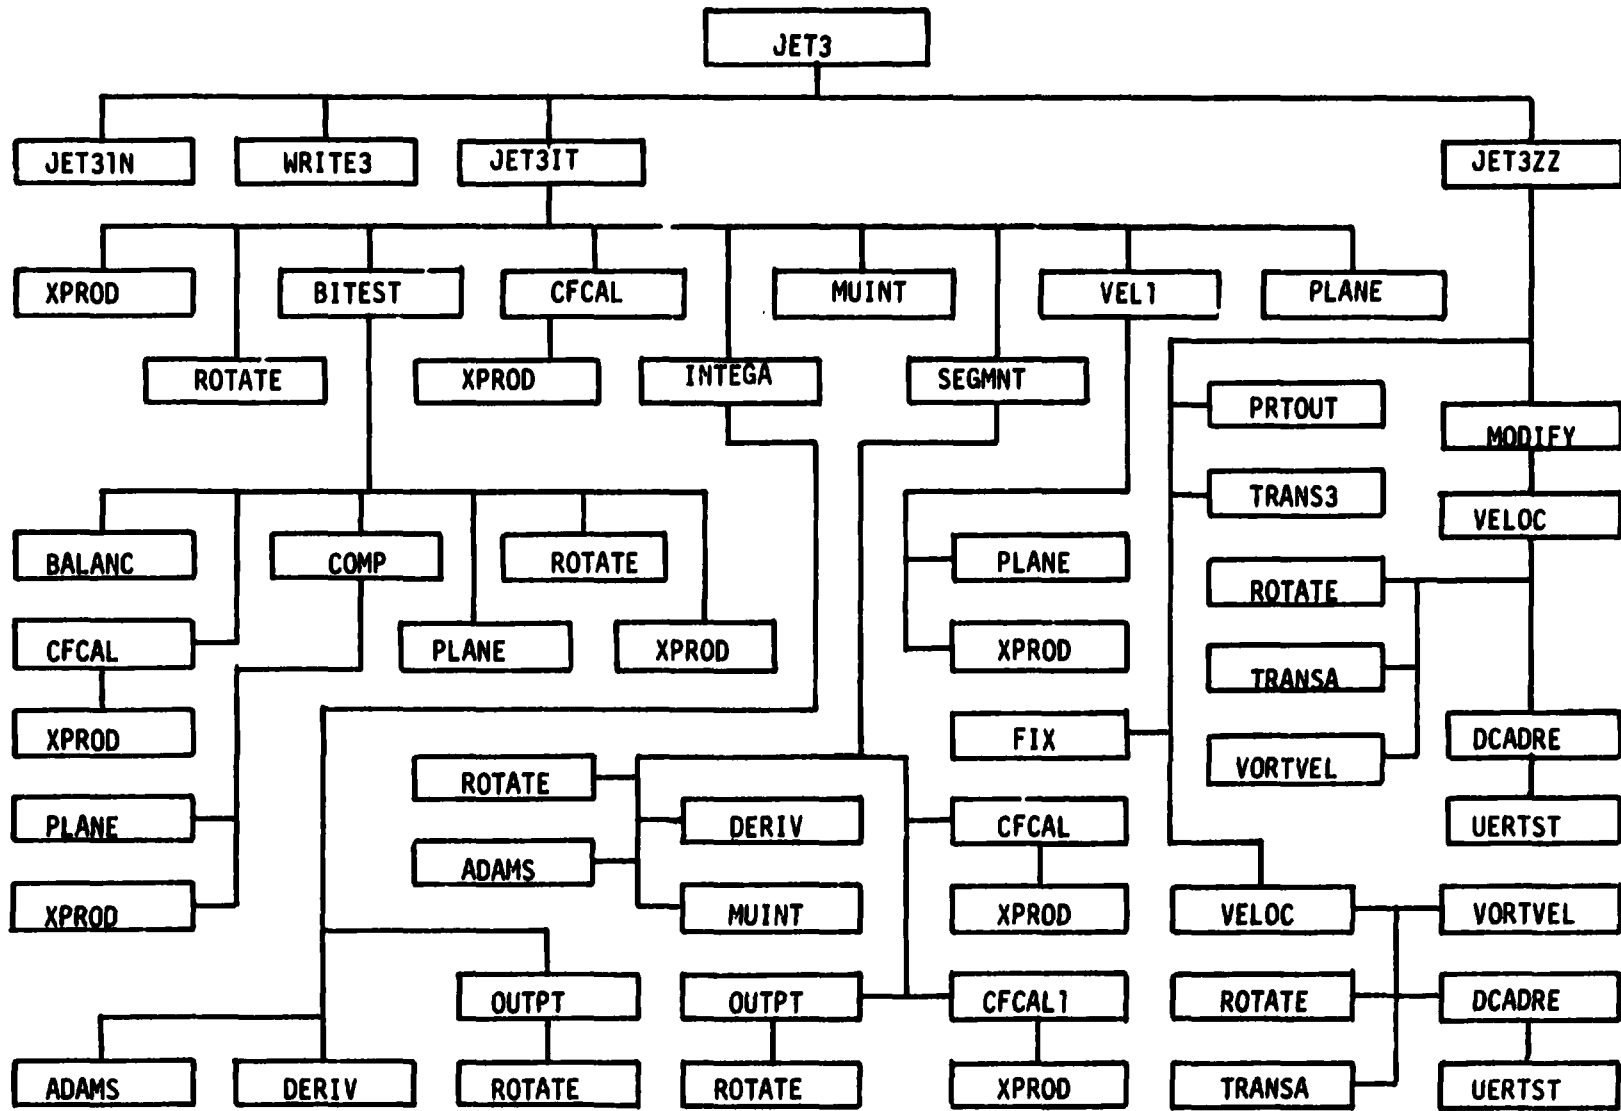 JET3
JET3IN
WRITE3
JET3IT
JET3ZZ
XPROD
BITEST
CFCAL
MUINT
VEL1
PLANE
ROTATE
XPROD
INTEGA
SEGMNT
PRTOUT
MODIFY
TRANS3
VELOC
BALANC
COMP
ROTATE
PLANE
ROTATE
CFCAL
PLANE
XPROD
XPROD
TRANSA
XPROD
FIX
VORTVEL
DCADRE
ROTATE
PLANE
DERIV
CFCAL
UERTST
ADAMS
XPROD
MUINT
XPROD
VELOC
VORTVEL
OUTPT
OUTPT
CFCAL1
ROTATE
DCADRE
ADAMS
DERIV
ROTATE
ROTATE
XPROD
TRANSA
UERTST